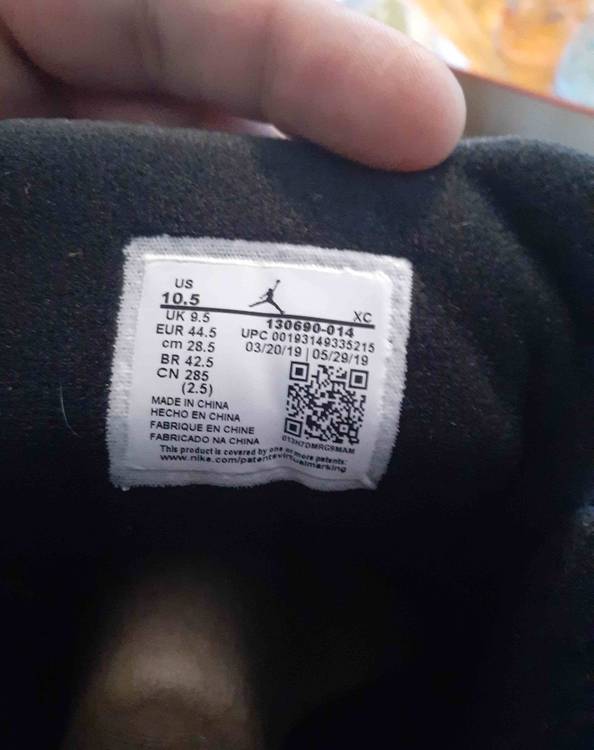 US
10.5
XC
UK 9.5
130690-014
EUR 44.5
UPC 00193149335215
cm 28.5
03/20/19 | 05/29/19
BR 42.5
CN 285
(2.5)
MADE IN CHINA
HECHO EN CHINA
FABRIQUE EN CHINE
FABRICADO NA CHINA
This product is covered by one or more patents:
www.nike.com/patentsvirtualmarking